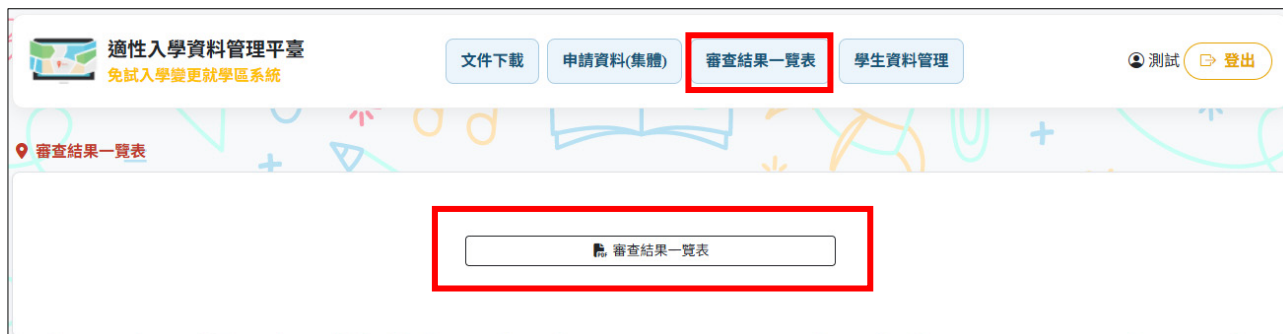 適性入學資料管理平臺
免試入學變更就學區系統
文件下載 申請資料(集體) 審查結果一覽表 學生資料管理
測試 登出
審查結果一覽表
審查結果一覽表